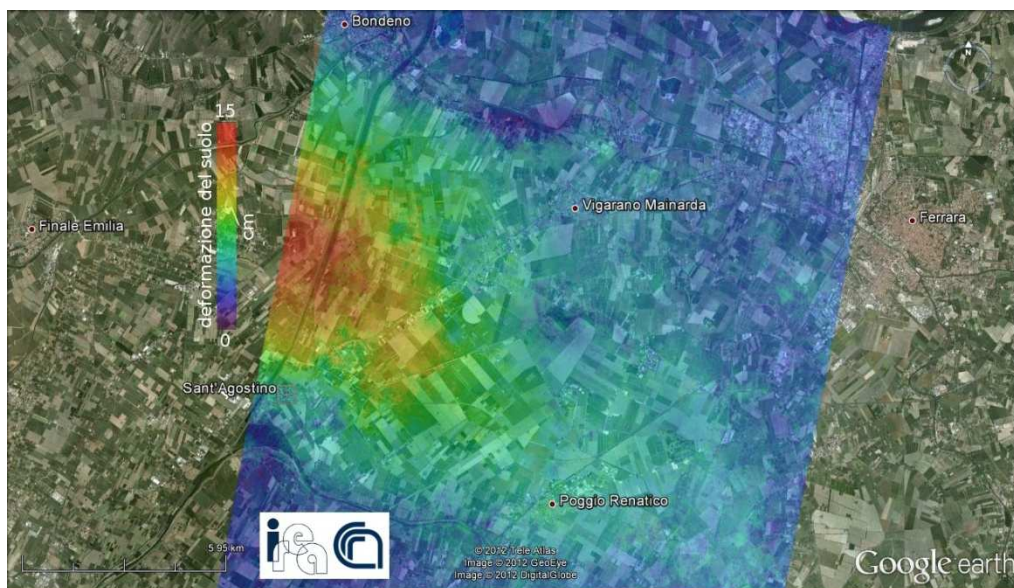 Bondeno
N
15
deformazione del suolo
cm
0
Vigarano Mainarda
Ferrara
Finale Emilia
Sant'Agostino
Poggio Renatico
5.95 km
irea
© 2012 Tele Atlas
Image © 2012 GeoEye
Image © 2012 DigitalGlobe
Google earth